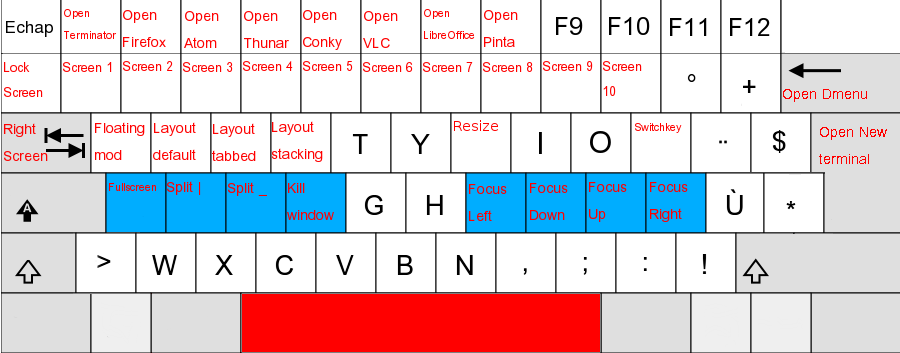 Echap Open Terminator Open Firefox Open Atom Open Thunar Open Conky Open VLC Open LibreOffice Open Pinta F9 F10 F11 F12
Lock Screen Screen 1 Screen 2 Screen 3 Screen 4 Screen 5 Screen 6 Screen 7 Screen 8 Screen 9 Screen 10 ° + Open Dmenu
Right Screen Floating mod Layout default Layout tabbed Layout stacking T Y Resize I O Switchkey ¨ $ Open New terminal
A Fullscreen Split | Split _ Kill window G H Focus Left Focus Down Focus Up Focus Right Ù *
> W X C V B N , ; : !